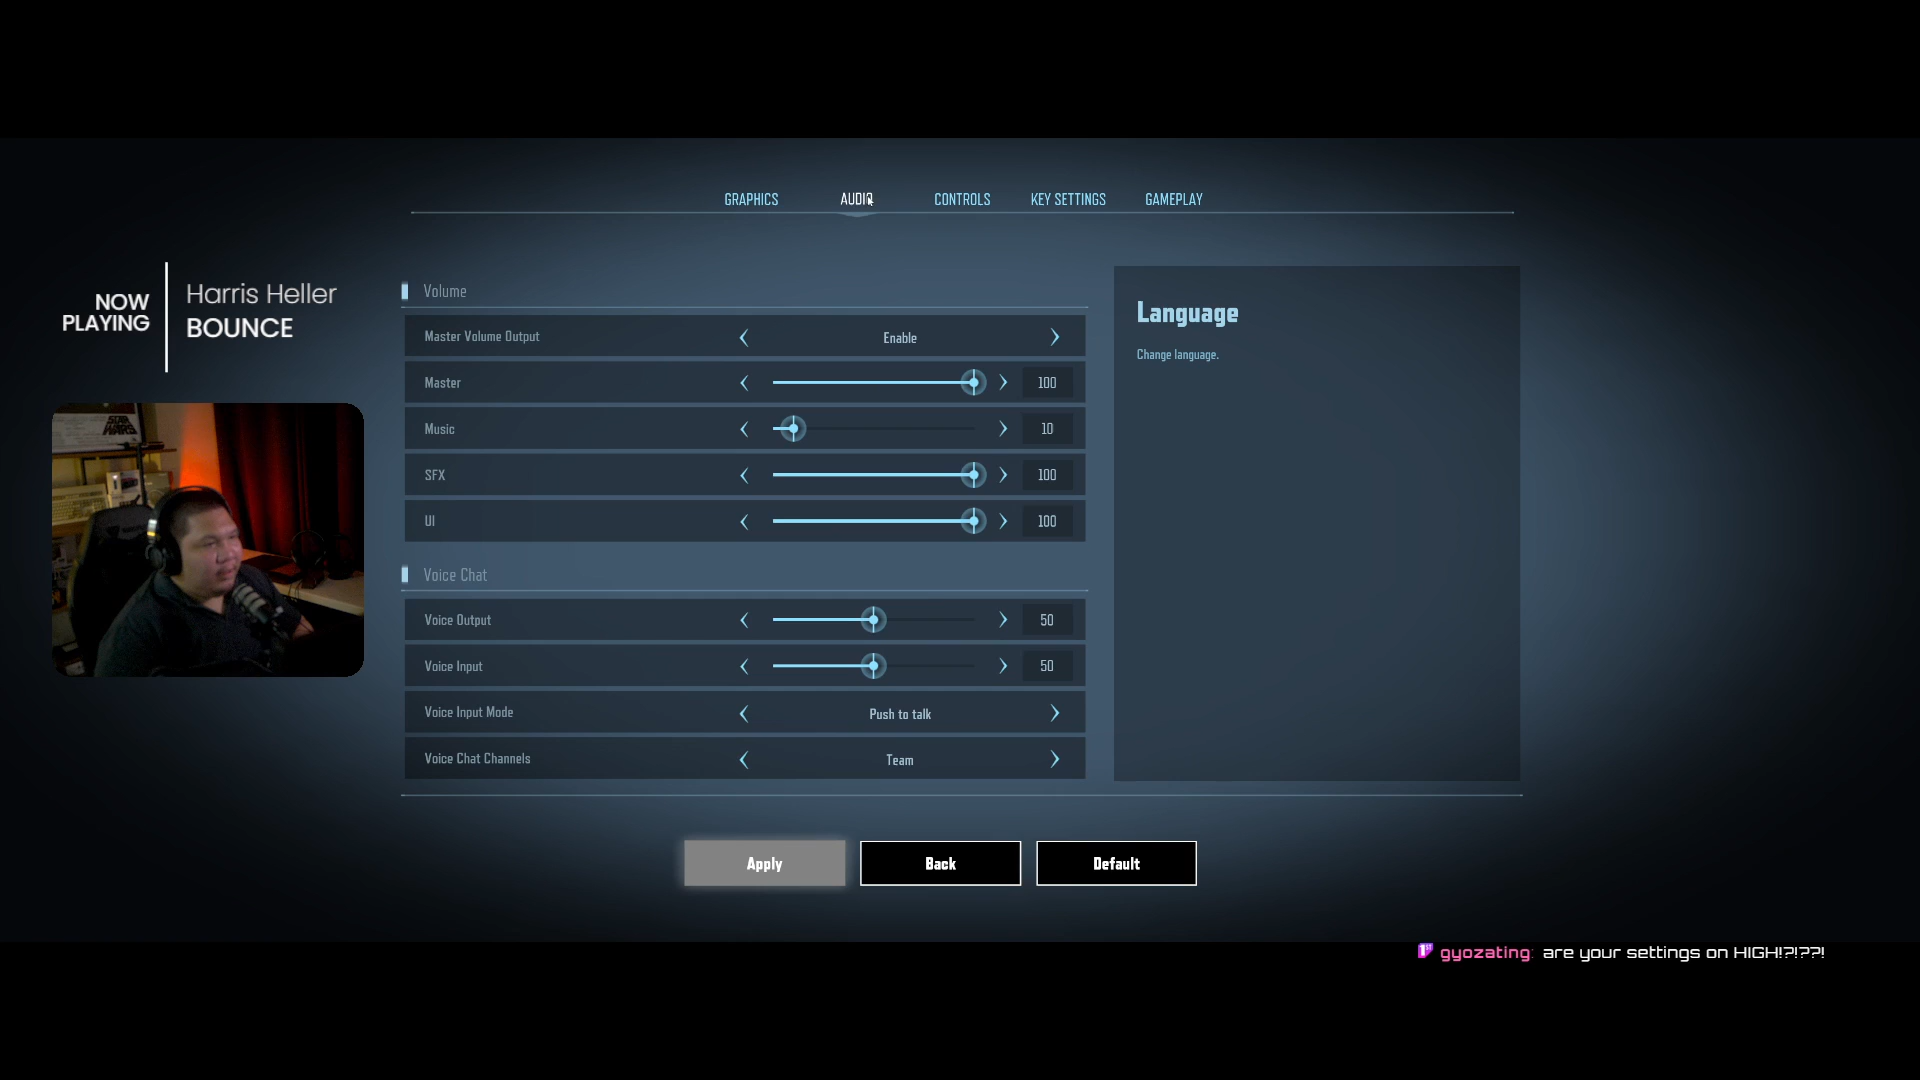 GRAPHICS AUDIO CONTROLS KEY SETTINGS GAMEPLAY
NOW PLAYING
Harris Heller
BOUNCE
STAR WARS
Volume
Master Volume Output Enable
Master 100
Music 10
SFX 100
UI 100
Voice Chat
Voice Output 50
Voice Input 50
Voice Input Mode Push to talk
Voice Chat Channels Team
Language
Change language.
Apply Back Default
gyozating: are your settings on HIGH!?!??!